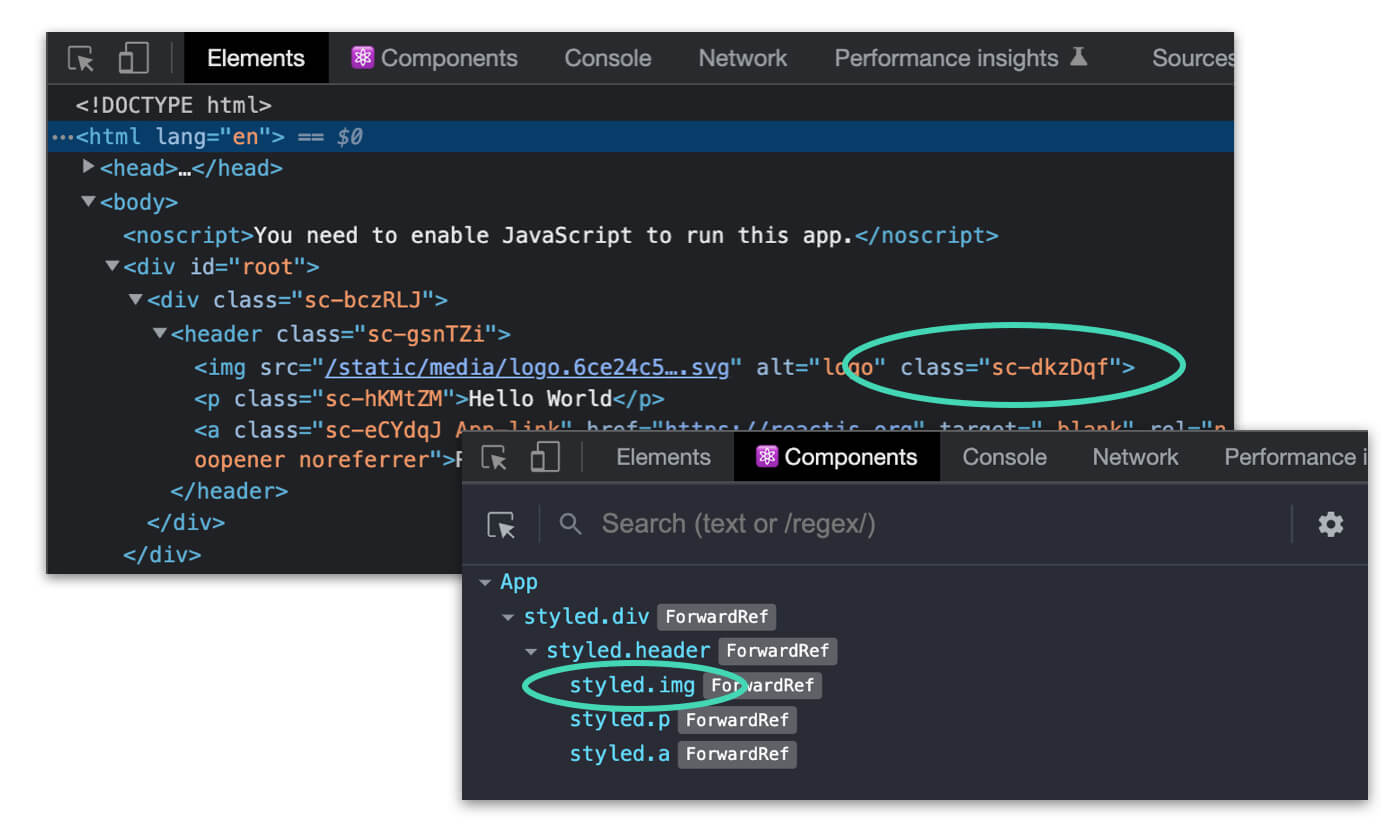 Elements Components Console Network Performance insights Sources
<!DOCTYPE html>
···<html lang="en"> == $0
<head>…</head>
<body>
<noscript>You need to enable JavaScript to run this app.</noscript>
<div id="root">
<div class="sc-bczRLJ">
<header class="sc-gsnTZi">
<img src="/static/media/logo.6ce24c5….svg" alt="logo" class="sc-dkzDqf">
<p class="sc-hKMtZM">Hello World</p>
<a class="sc-eCYdqJ App-link" href="https://reactjs.org" target="_blank" rel="n
oopener noreferrer">
</header>
</div>
</div>
Elements Components Console Network Performance i
Search (text or /regex/)
App
styled.div ForwardRef
styled.header ForwardRef
styled.img ForwardRef
styled.p ForwardRef
styled.a ForwardRef